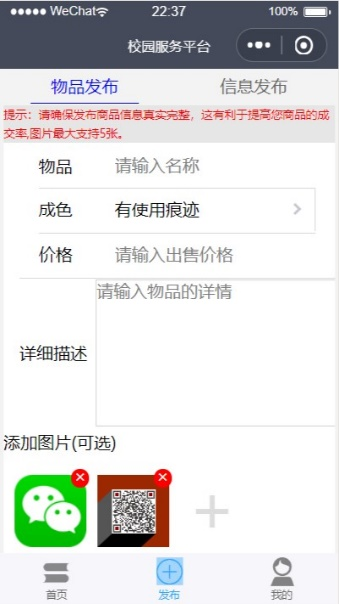 WeChat 22:37 100%
校园服务平台
物品发布 信息发布
提示：请确保发布商品信息真实完整，这有利于提高您商品的成
交率,图片最大支持5张。
物品 请输入名称
成色 有使用痕迹
价格 请输入出售价格
请输入物品的详情
详细描述
添加图片(可选)
首页 发布 我的